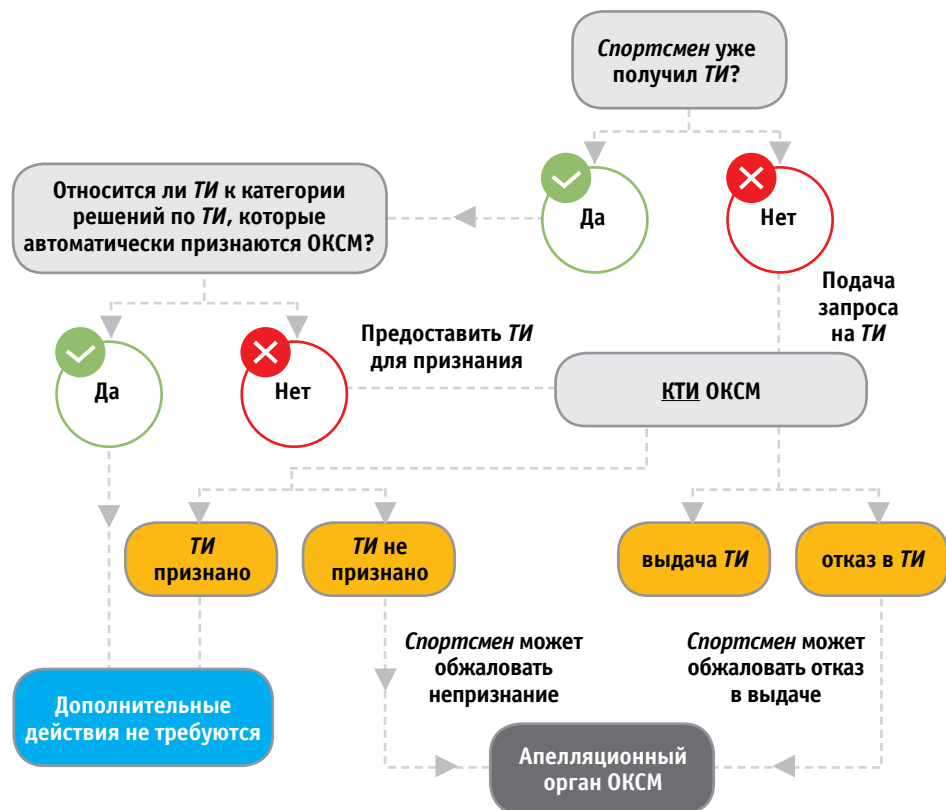 Спортсмен уже
получил ТИ?
Да
Нет
Относится ли ТИ к категории
решений по ТИ, которые
автоматически признаются ОКСМ?
Подача
запроса
на ТИ
Да
Нет
Предоставить ТИ
для признания
КТИ ОКСМ
ТИ
признано
ТИ не
признано
выдача ТИ
отказ в ТИ
Спортсмен может
обжаловать
непризнание
Спортсмен может
обжаловать отказ
в выдаче
Дополнительные
действия не требуются
Апелляционный
орган ОКСМ